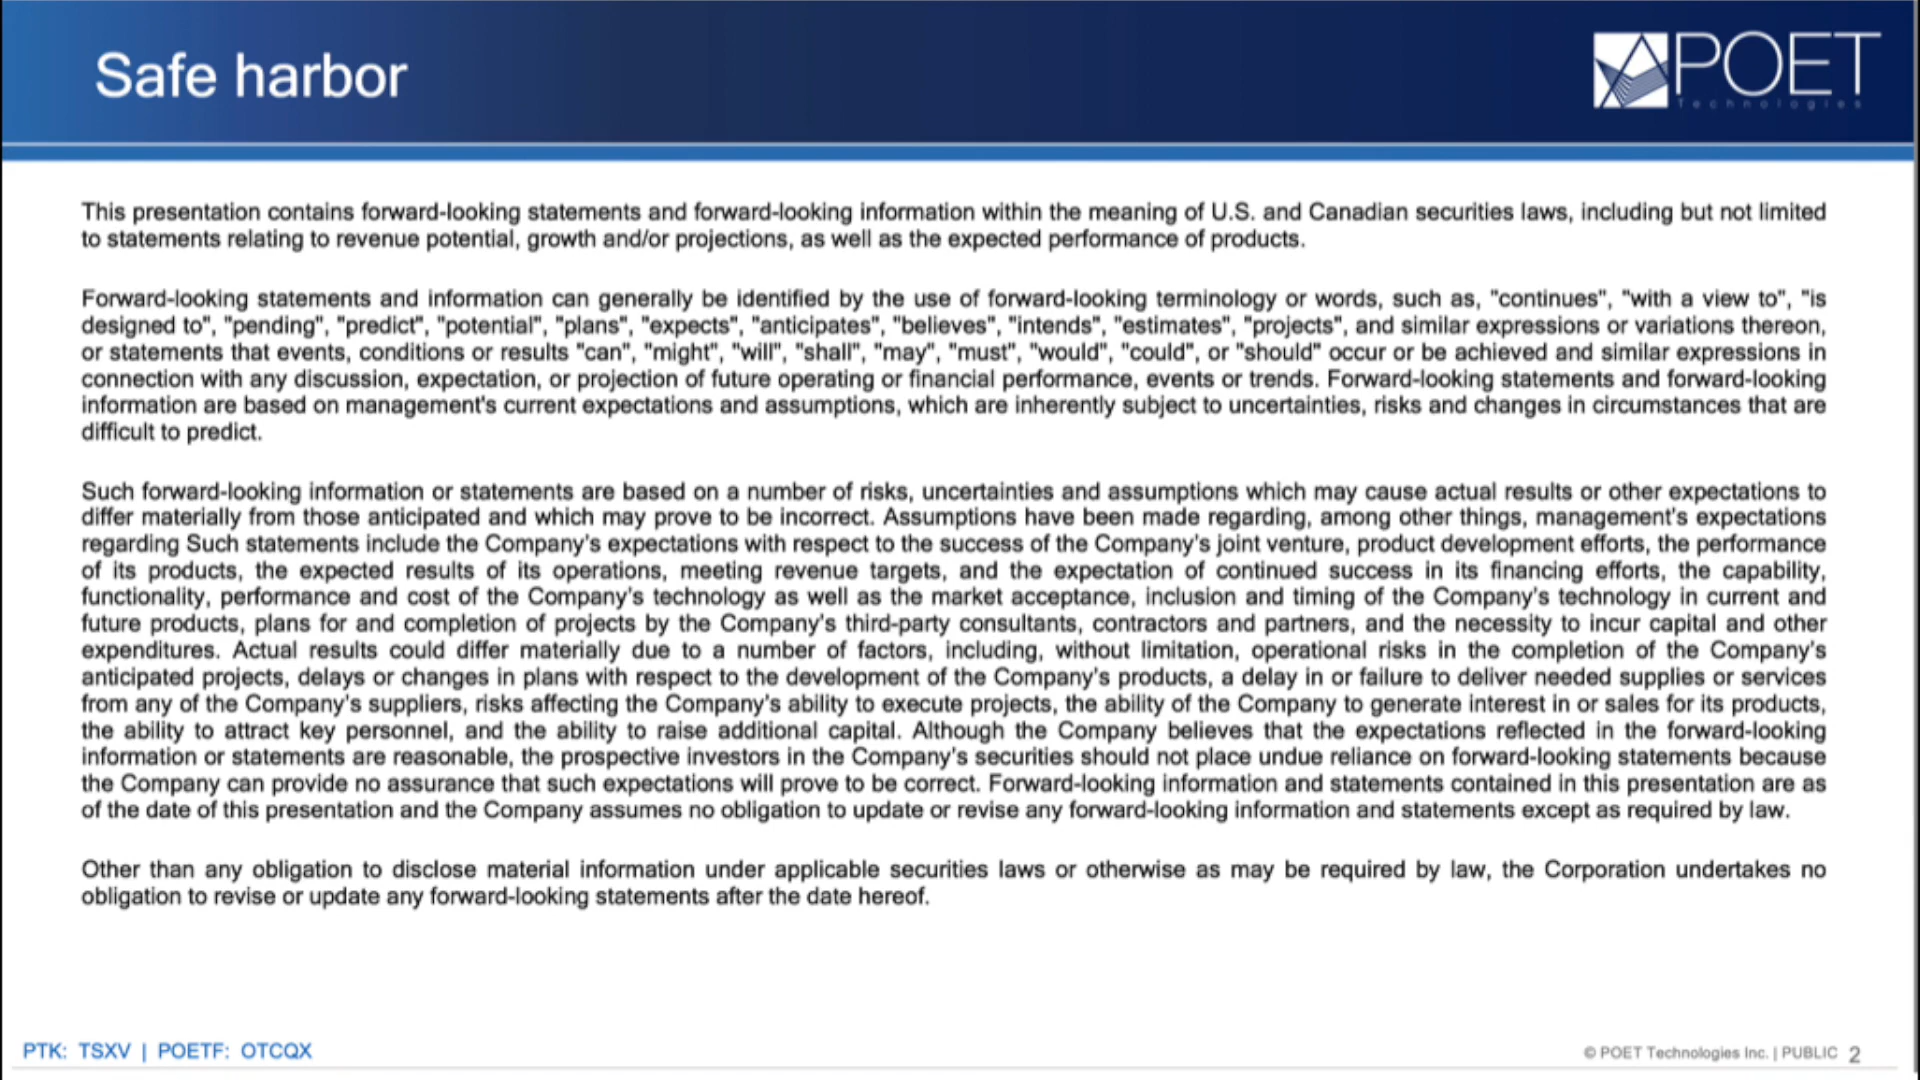 Safe harbor
POET
Technologies
This presentation contains forward-looking statements and forward-looking information within the meaning of U.S. and Canadian securities laws, including but not limited
to statements relating to revenue potential, growth and/or projections, as well as the expected performance of products.
Forward-looking statements and information can generally be identified by the use of forward-looking terminology or words, such as, "continues", "with a view to", "is
designed to", "pending", "predict", "potential", "plans", "expects", "anticipates", "believes", "intends", "estimates", "projects", and similar expressions or variations thereon,
or statements that events, conditions or results "can", "might", "will", "shall", "may", "must", "would", "could", or "should" occur or be achieved and similar expressions in
connection with any discussion, expectation, or projection of future operating or financial performance, events or trends. Forward-looking statements and forward-looking
information are based on management's current expectations and assumptions, which are inherently subject to uncertainties, risks and changes in circumstances that are
difficult to predict.
Such forward-looking information or statements are based on a number of risks, uncertainties and assumptions which may cause actual results or other expectations to
differ materially from those anticipated and which may prove to be incorrect. Assumptions have been made regarding, among other things, management's expectations
regarding Such statements include the Company's expectations with respect to the success of the Company's joint venture, product development efforts, the performance
of its products, the expected results of its operations, meeting revenue targets, and the expectation of continued success in its financing efforts, the capability,
functionality, performance and cost of the Company's technology as well as the market acceptance, inclusion and timing of the Company's technology in current and
future products, plans for and completion of projects by the Company's third-party consultants, contractors and partners, and the necessity to incur capital and other
expenditures. Actual results could differ materially due to a number of factors, including, without limitation, operational risks in the completion of the Company's
anticipated projects, delays or changes in plans with respect to the development of the Company's products, a delay in or failure to deliver needed supplies or services
from any of the Company's suppliers, risks affecting the Company's ability to execute projects, the ability of the Company to generate interest in or sales for its products,
the ability to attract key personnel, and the ability to raise additional capital. Although the Company believes that the expectations reflected in the forward-looking
information or statements are reasonable, the prospective investors in the Company's securities should not place undue reliance on forward-looking statements because
the Company can provide no assurance that such expectations will prove to be correct. Forward-looking information and statements contained in this presentation are as
of the date of this presentation and the Company assumes no obligation to update or revise any forward-looking information and statements except as required by law.
Other than any obligation to disclose material information under applicable securities laws or otherwise as may be required by law, the Corporation undertakes no
obligation to revise or update any forward-looking statements after the date hereof.
PTK: TSXV | POETF: OTCQX
© POET Technologies Inc. | PUBLIC 2